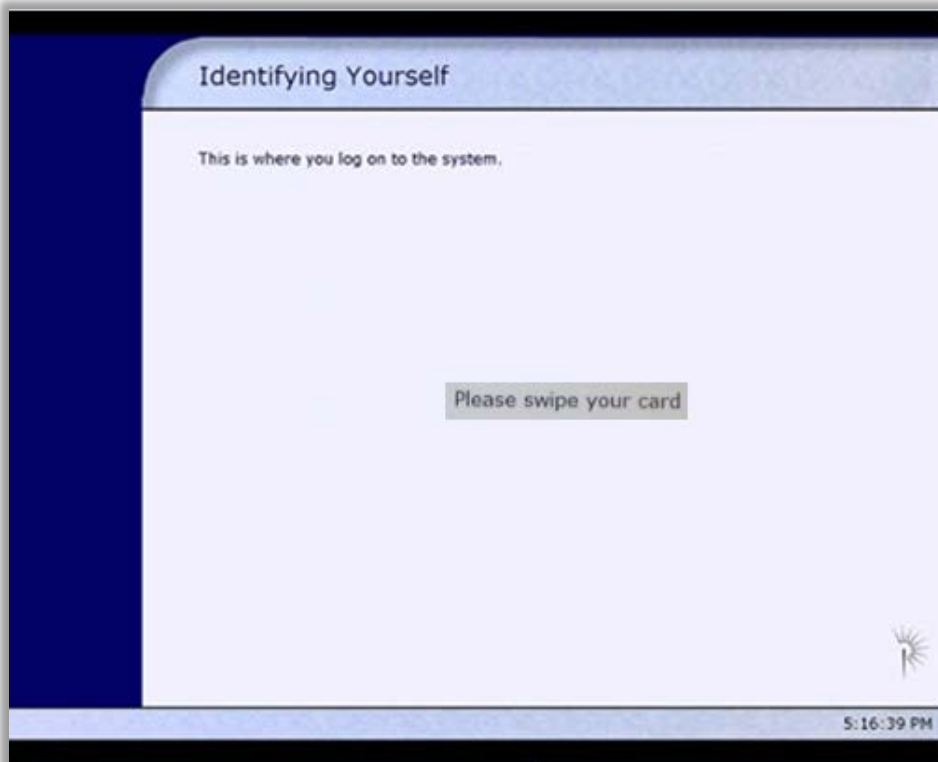 Identifying Yourself
This is where you log on to the system.
Please swipe your card
5:16:39 PM